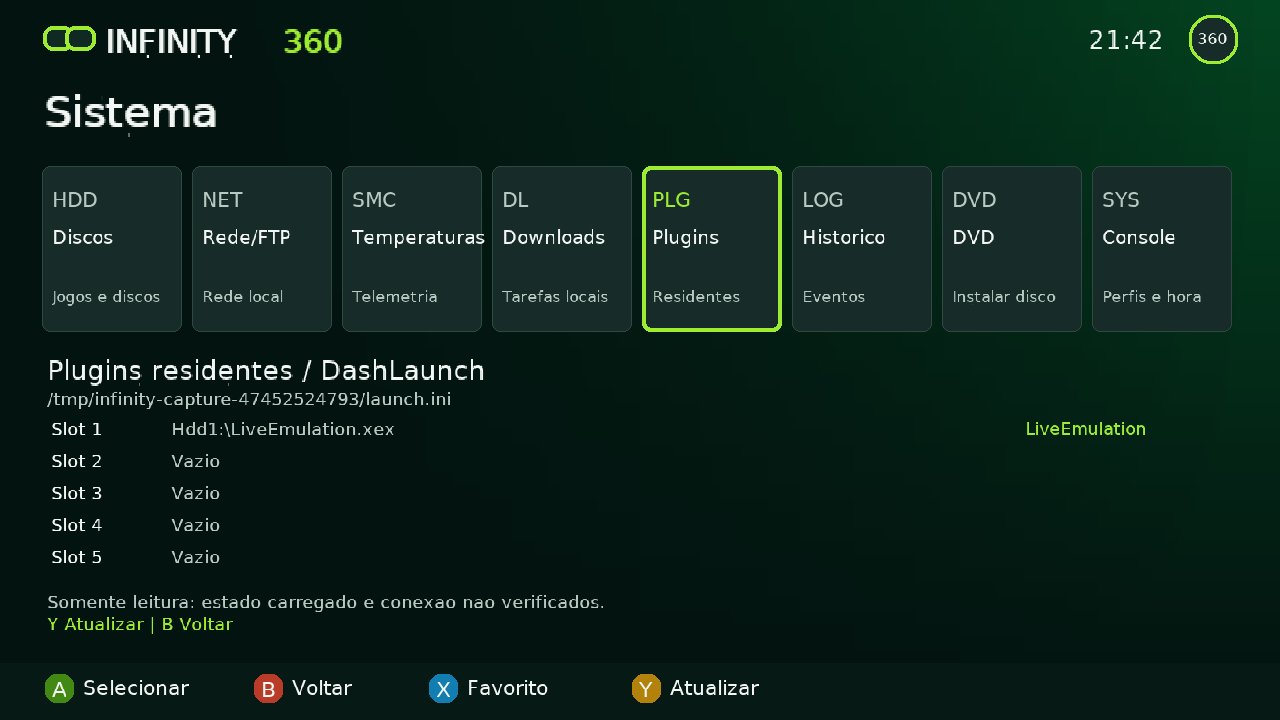 INFINITY 360 21:42 360
Sistema
HDD NET SMC DL PLG LOG DVD SYS
Discos Rede/FTP Temperaturas Downloads Plugins Historico DVD Console
Jogos e discos Rede local Telemetria Tarefas locais Residentes Eventos Instalar disco Perfis e hora
Plugins residentes / DashLaunch
/tmp/infinity-capture-47452524793/launch.ini
Slot 1 Hdd1:\LiveEmulation.xex LiveEmulation
Slot 2 Vazio
Slot 3 Vazio
Slot 4 Vazio
Slot 5 Vazio
Somente leitura: estado carregado e conexao nao verificados.
Y Atualizar | B Voltar
A Selecionar B Voltar X Favorito Y Atualizar